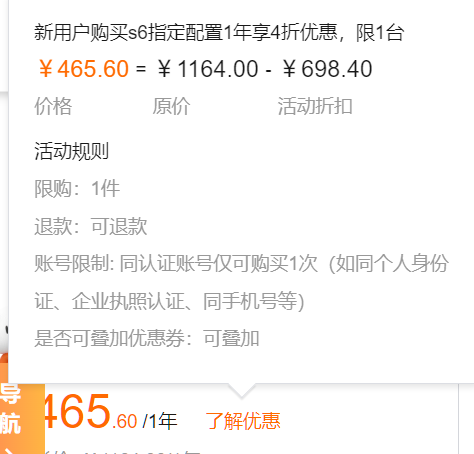 新用户购买s6指定配置1年享4折优惠，限1台
￥465.60 = ￥1164.00 - ￥698.40
价格 原价 活动折扣
活动规则
限购：1件
退款：可退款
账号限制: 同认证账号仅可购买1次（如同个人身份
证、企业执照认证、同手机号等）
是否可叠加优惠券：可叠加
导
航
465.60 /1年 了解优惠